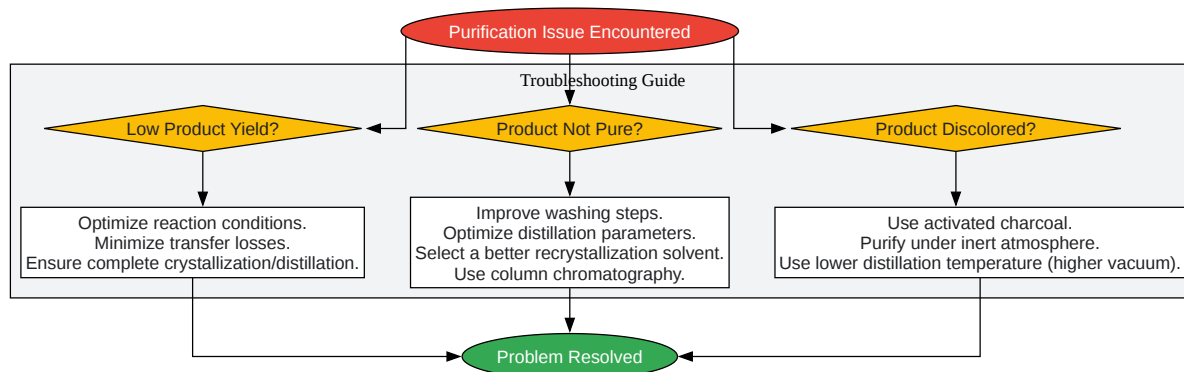 Purification Issue Encountered
Troubleshooting Guide
Low Product Yield?
Product Not Pure?
Product Discolored?
Optimize reaction conditions.
Minimize transfer losses.
Ensure complete crystallization/distillation.
Improve washing steps.
Optimize distillation parameters.
Select a better recrystallization solvent.
Use column chromatography.
Use activated charcoal.
Purify under inert atmosphere.
Use lower distillation temperature (higher vacuum).
Problem Resolved